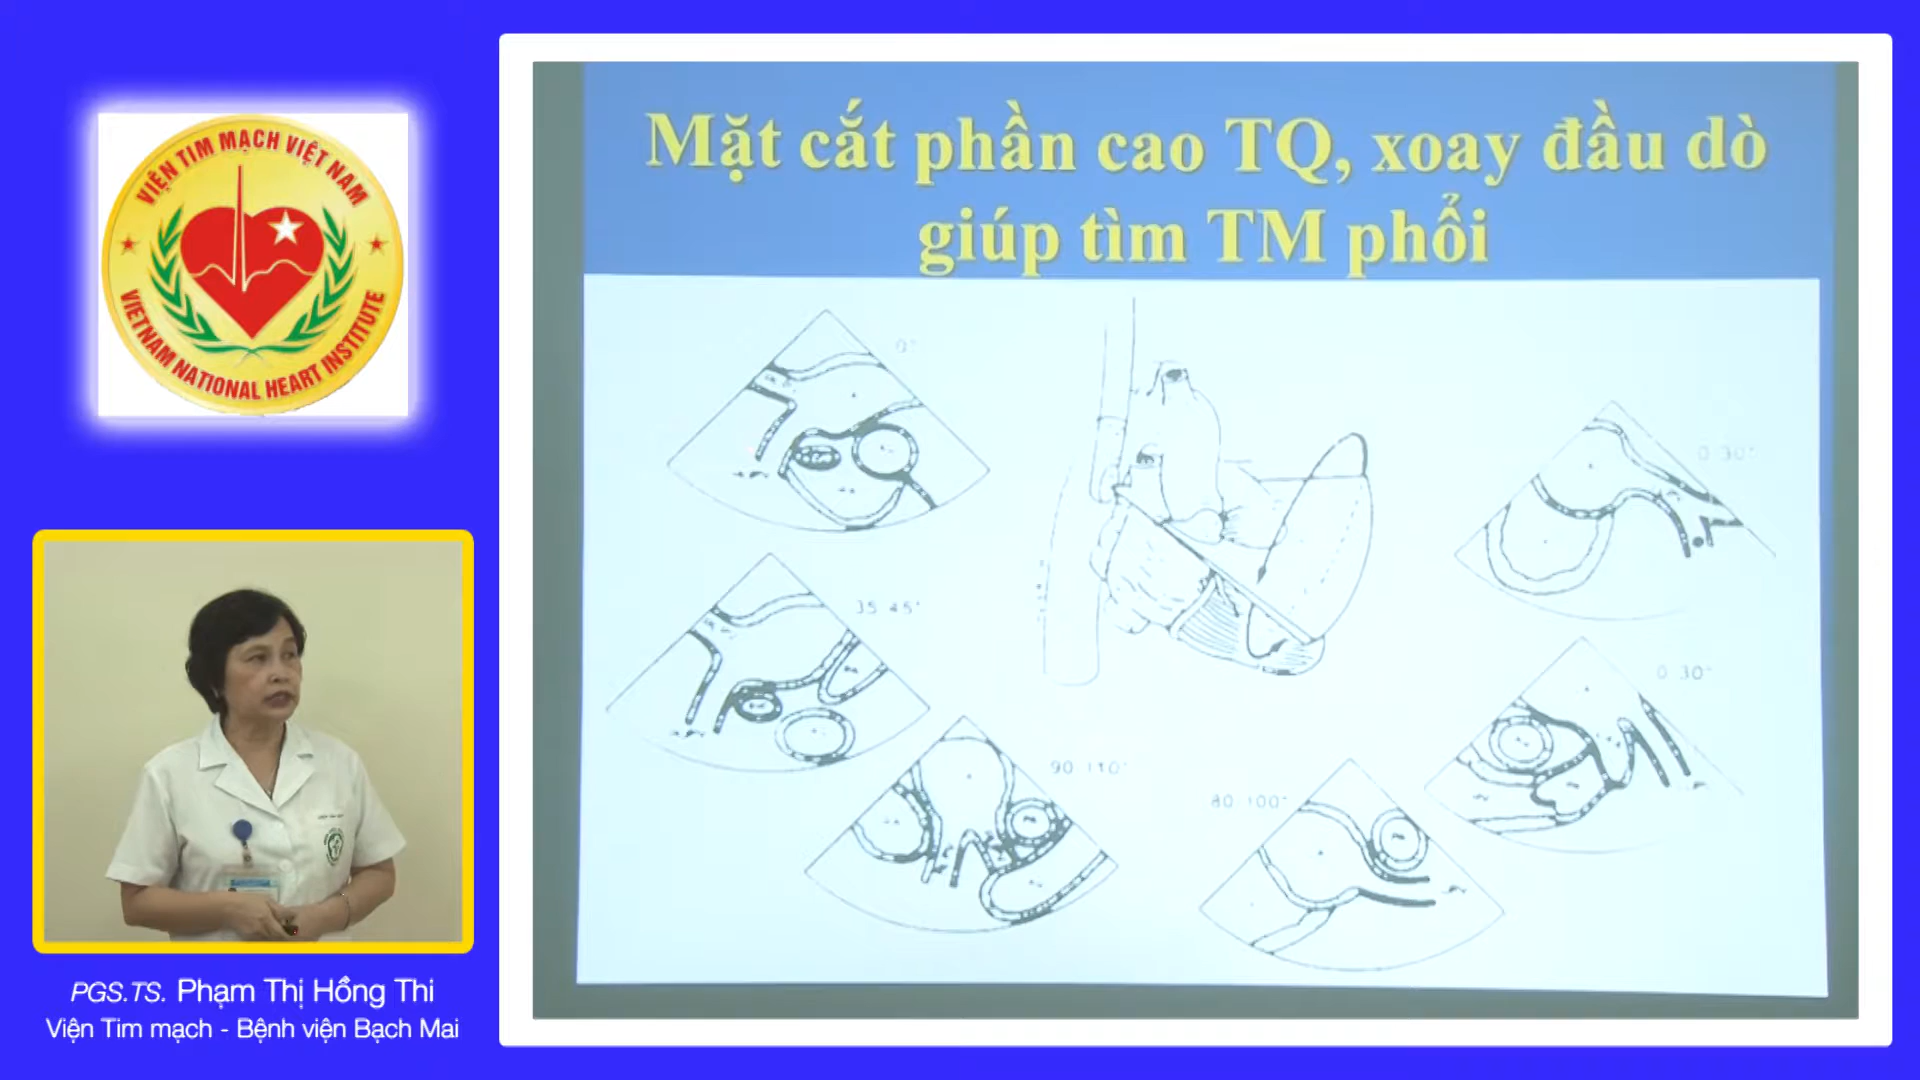 VIỆN TIM MẠCH VIỆT NAM
VIETNAM NATIONAL HEART INSTITUTE
PGS.TS. Phạm Thị Hồng Thi
Viện Tim mạch - Bệnh viện Bạch Mai
Mặt cắt phần cao TQ, xoay đầu dò
giúp tìm TM phổi
0°
0 30°
35 45°
0 30°
90 110°
80 100°